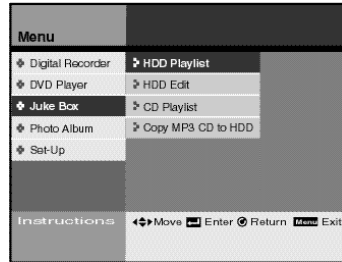 Menu
Digital Recorder
HDD Playlist
DVD Player
HDD Edit
Juke Box
CD Playlist
Photo Album
Copy MP3 CD to HDD
Set-Up
Instructions
Move Enter Return Menu Exit